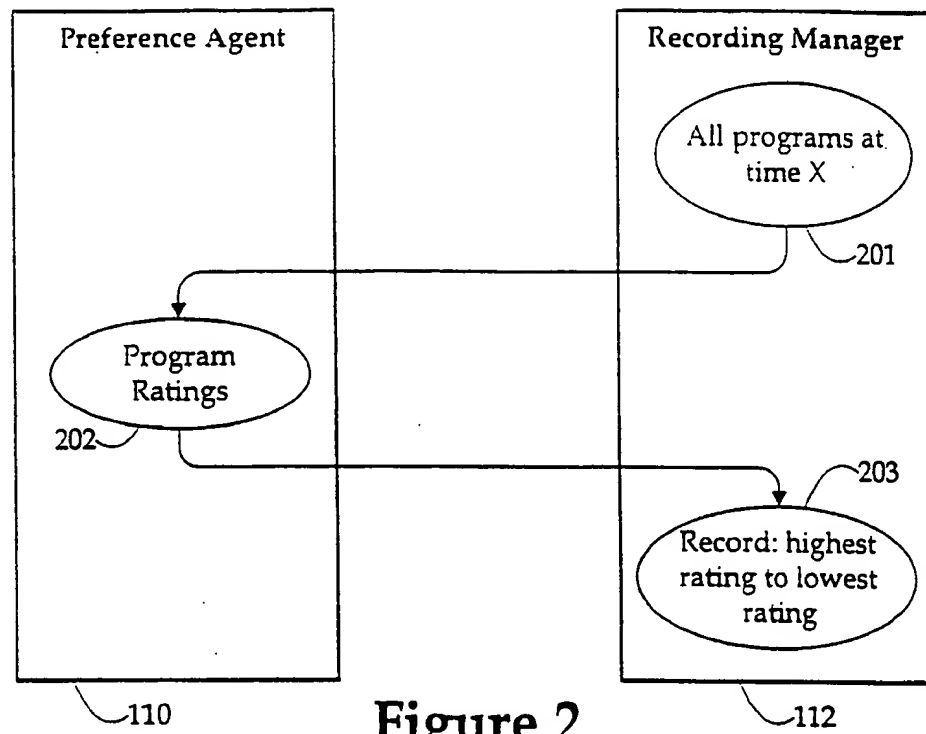 Preference Agent
Recording Manager
All programs at
time X
201
Program
Ratings
202
203
Record: highest
rating to lowest
rating
110
112
Figure 2